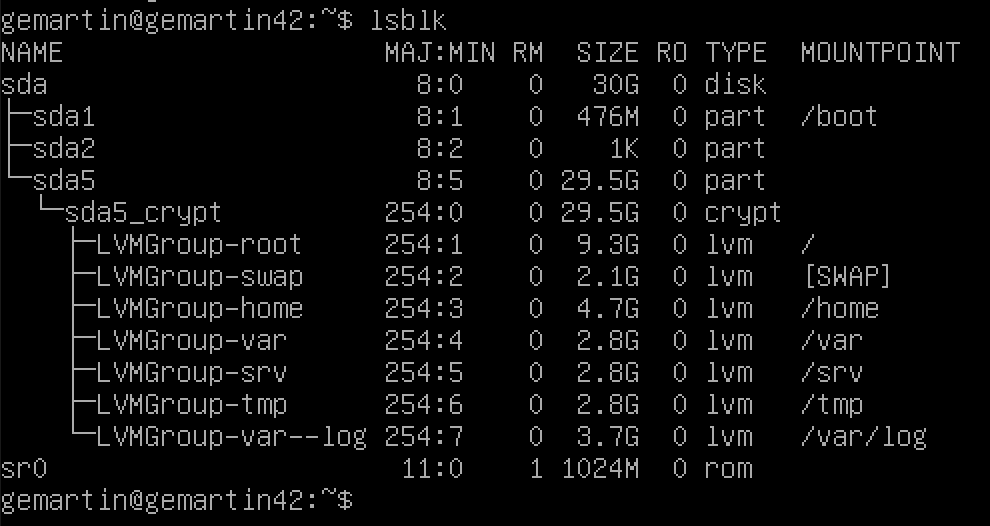 gemartin@gemartin42:~$ lsblk
NAME                    MAJ:MIN RM   SIZE RO TYPE  MOUNTPOINT
sda                       8:0    0    30G  0 disk
├─sda1                    8:1    0   476M  0 part  /boot
├─sda2                    8:2    0     1K  0 part
└─sda5                    8:5    0  29.5G  0 part
  └─sda5_crypt          254:0    0  29.5G  0 crypt
    ├─LVMGroup-root     254:1    0   9.3G  0 lvm   /
    ├─LVMGroup-swap     254:2    0   2.1G  0 lvm   [SWAP]
    ├─LVMGroup-home     254:3    0   4.7G  0 lvm   /home
    ├─LVMGroup-var      254:4    0   2.8G  0 lvm   /var
    ├─LVMGroup-srv      254:5    0   2.8G  0 lvm   /srv
    ├─LVMGroup-tmp      254:6    0   2.8G  0 lvm   /tmp
    └─LVMGroup-var--log 254:7    0   3.7G  0 lvm   /var/log
sr0                      11:0    1  1024M  0 rom
gemartin@gemartin42:~$